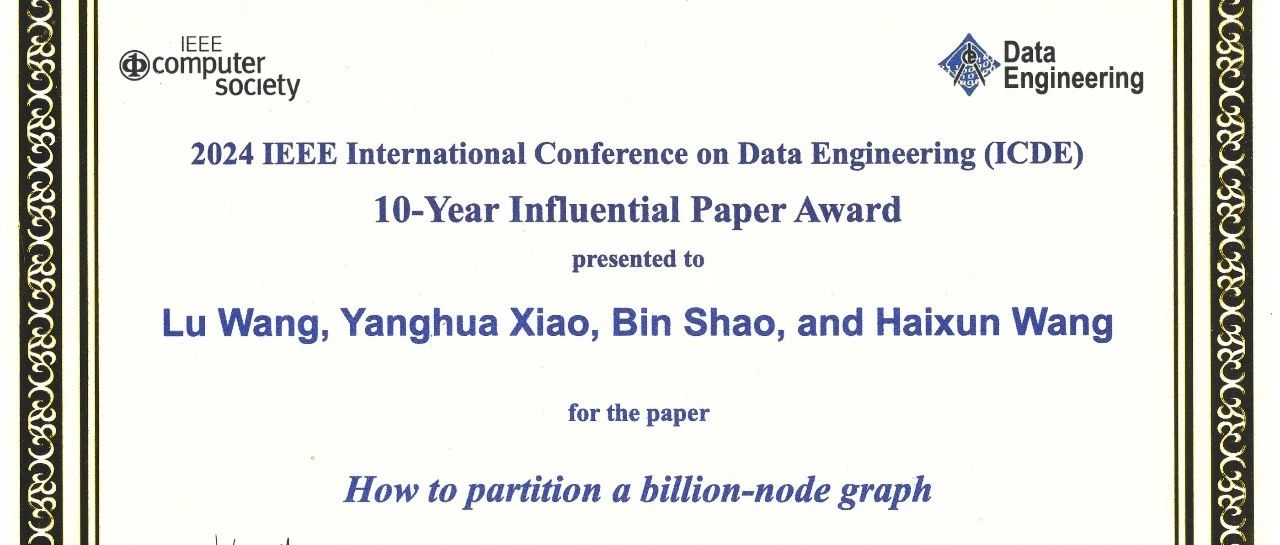 IEEE
computer
society
Data
Engineering
2024 IEEE International Conference on Data Engineering (ICDE)
10-Year Influential Paper Award
presented to
Lu Wang, Yanghua Xiao, Bin Shao, and Haixun Wang
for the paper
How to partition a billion-node graph